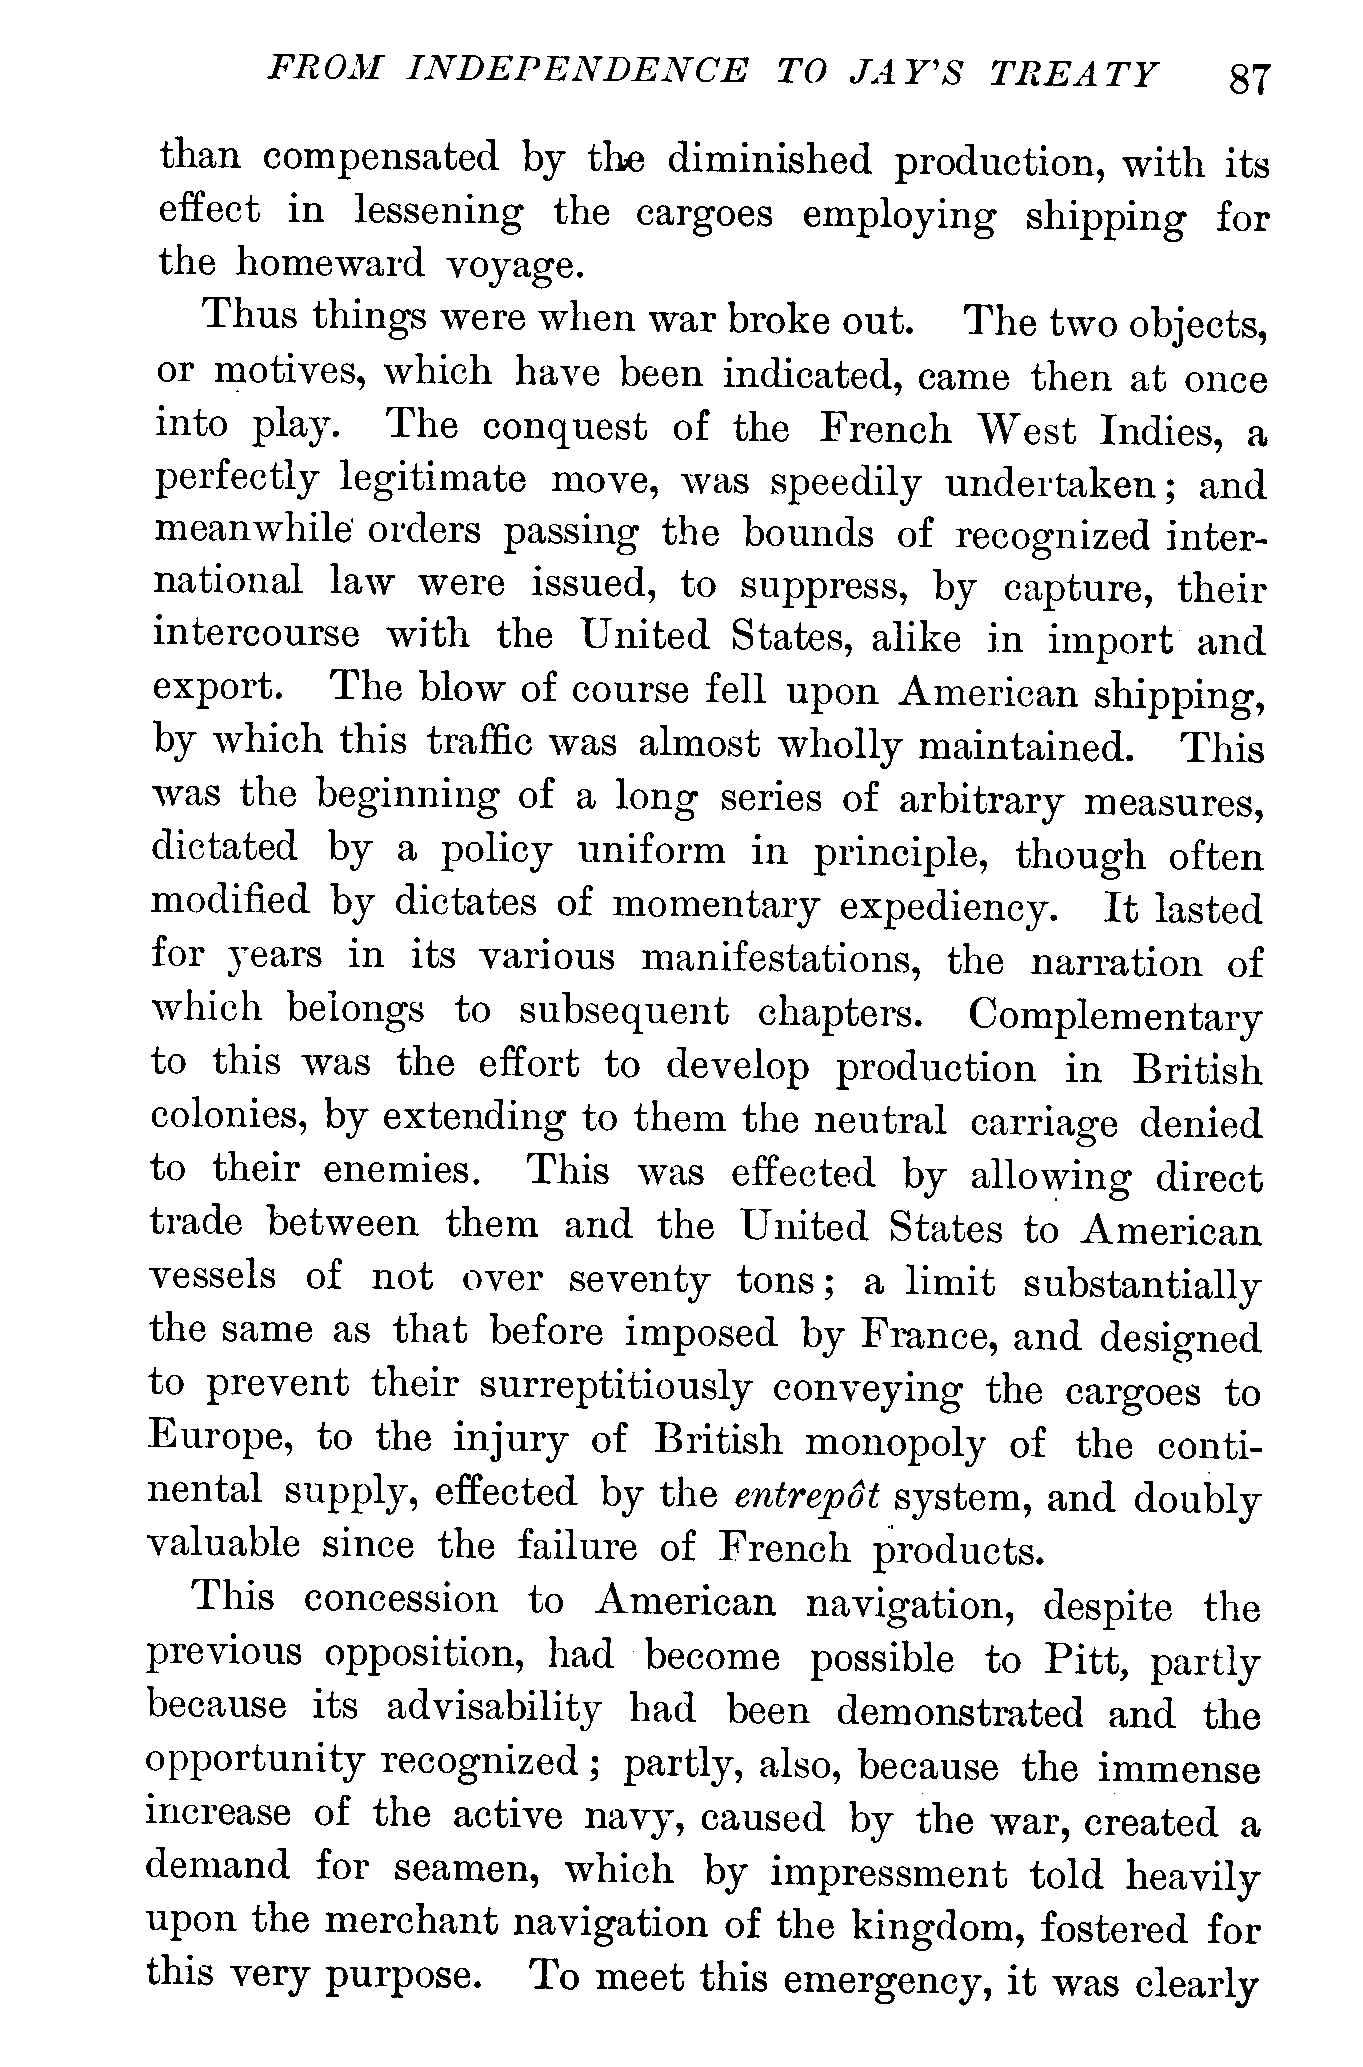 FROM INDEPENDENCE TO JAY'S TREATY 87
than compensated by the diminished production, with its
effect in lessening the cargoes employing shipping for
the homeward voyage.
Thus things were when war broke out. The two objects,
or motives, which have been indicated, came then at once
into play. The conquest of the French West Indies, a
perfectly legitimate move, was speedily undertaken; and
meanwhile orders passing the bounds of recognized inter-
national law were issued, to suppress, by capture, their
intercourse with the United States, alike in import and
export. The blow of course fell upon American shipping,
by which this traffic was almost wholly maintained. This
was the beginning of a long series of arbitrary measures,
dictated by a policy uniform in principle, though often
modified by dictates of momentary expediency. It lasted
for years in its various manifestations, the narration of
which belongs to subsequent chapters. Complementary
to this was the effort to develop production in British
colonies, by extending to them the neutral carriage denied
to their enemies. This was effected by allowing direct
trade between them and the United States to American
vessels of not over seventy tons; a limit substantially
the same as that before imposed by France, and designed
to prevent their surreptitiously conveying the cargoes to
Europe, to the injury of British monopoly of the conti-
nental supply, effected by the entrepôt system, and doubly
valuable since the failure of French products.
This concession to American navigation, despite the
previous opposition, had become possible to Pitt, partly
because its advisability had been demonstrated and the
opportunity recognized; partly, also, because the immense
increase of the active navy, caused by the war, created a
demand for seamen, which by impressment told heavily
upon the merchant navigation of the kingdom, fostered for
this very purpose. To meet this emergency, it was clearly